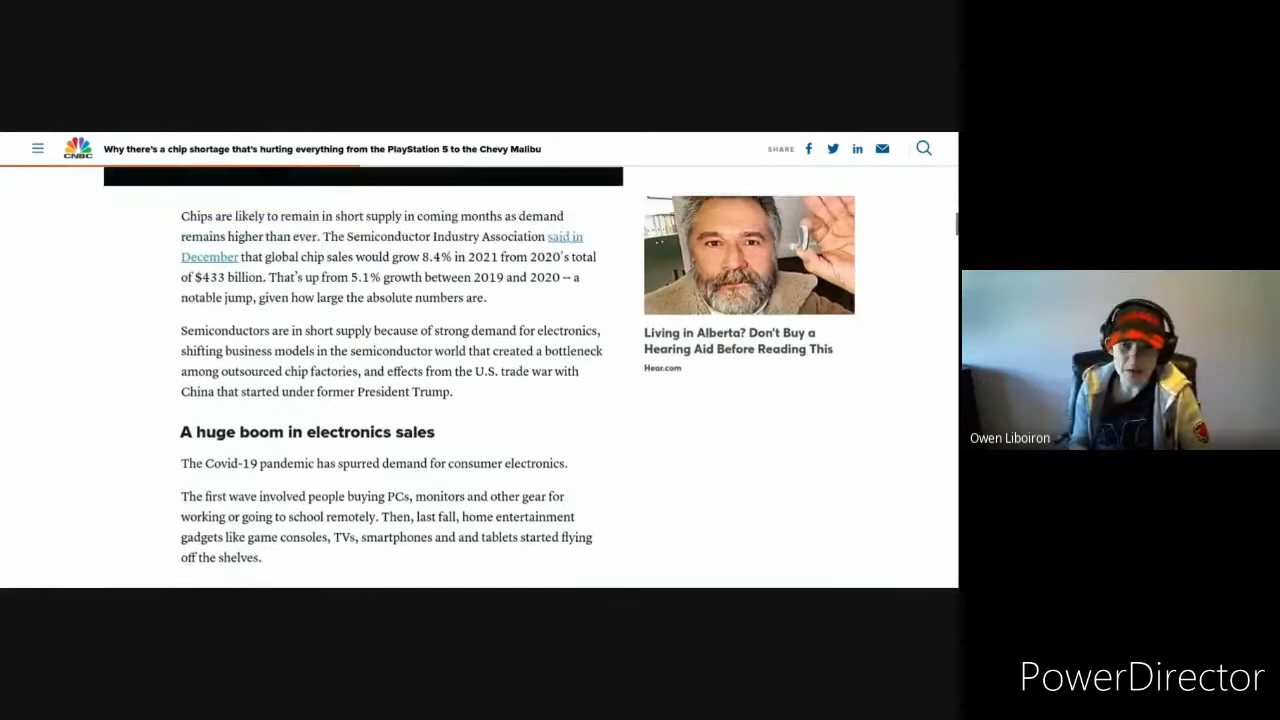 CNBC
Why there's a chip shortage that's hurting everything from the PlayStation 5 to the Chevy Malibu
SHARE
Chips are likely to remain in short supply in coming months as demand
remains higher than ever. The Semiconductor Industry Association said in
December that global chip sales would grow 8.4% in 2021 from 2020's total
of $433 billion. That's up from 5.1% growth between 2019 and 2020 -- a
notable jump, given how large the absolute numbers are.
Semiconductors are in short supply because of strong demand for electronics,
shifting business models in the semiconductor world that created a bottleneck
among outsourced chip factories, and effects from the U.S. trade war with
China that started under former President Trump.
A huge boom in electronics sales
The Covid-19 pandemic has spurred demand for consumer electronics.
The first wave involved people buying PCs, monitors and other gear for
working or going to school remotely. Then, last fall, home entertainment
gadgets like game consoles, TVs, smartphones and and tablets started flying
off the shelves.
Living in Alberta? Don't Buy a
Hearing Aid Before Reading This
Hear.com
Owen Liboiron
PowerDirector